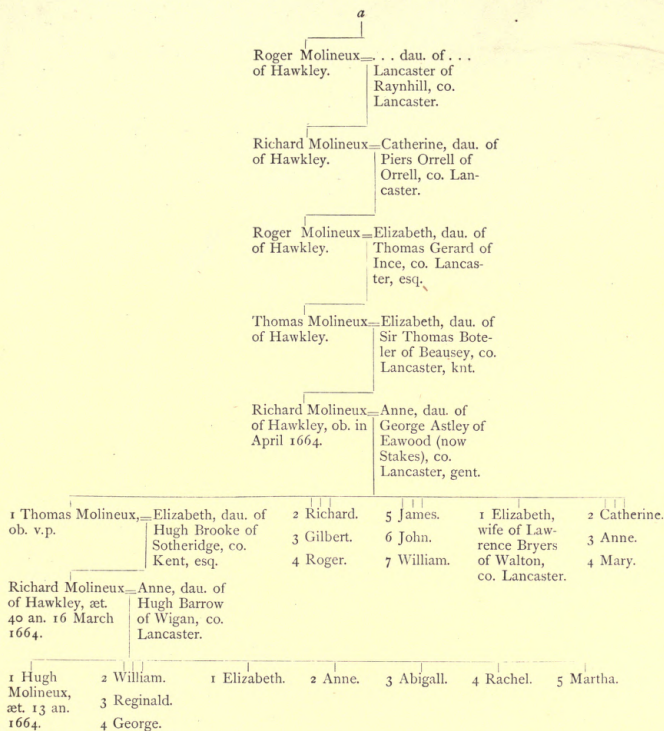 a
Roger Molineux=. . . dau. of . . .
of Hawkley. Lancaster of
Raynhill, co.
Lancaster.
Richard Molineux=Catherine, dau. of
of Hawkley. Piers Orrell of
Orrell, co. Lan-
caster.
Roger Molineux=Elizabeth, dau. of
of Hawkley. Thomas Gerard of
Ince, co. Lancas-
ter, esq.
Thomas Molineux=Elizabeth, dau. of
of Hawkley. Sir Thomas Bote-
ler of Beausey, co.
Lancaster, knt.
Richard Molineux=Anne, dau. of
of Hawkley, ob. in George Astley of
April 1664. Eawood (now
Stakes), co.
Lancaster, gent.
1 Thomas Molineux,=Elizabeth, dau. of
ob. v.p. Hugh Brooke of
Sotheridge, co.
Kent, esq.
2 Richard.
3 Gilbert.
4 Roger.
5 James.
6 John.
7 William.
1 Elizabeth,
wife of Law-
rence Bryers
of Walton,
co. Lancaster.
2 Catherine.
3 Anne.
4 Mary.
Richard Molineux=Anne, dau. of
of Hawkley, æt. Hugh Barrow
40 an. 16 March of Wigan, co.
1664. Lancaster.
1 Hugh
Molineux,
æt. 13 an.
1664.
2 William.
3 Reginald.
4 George.
1 Elizabeth.
2 Anne.
3 Abigall.
4 Rachel.
5 Martha.